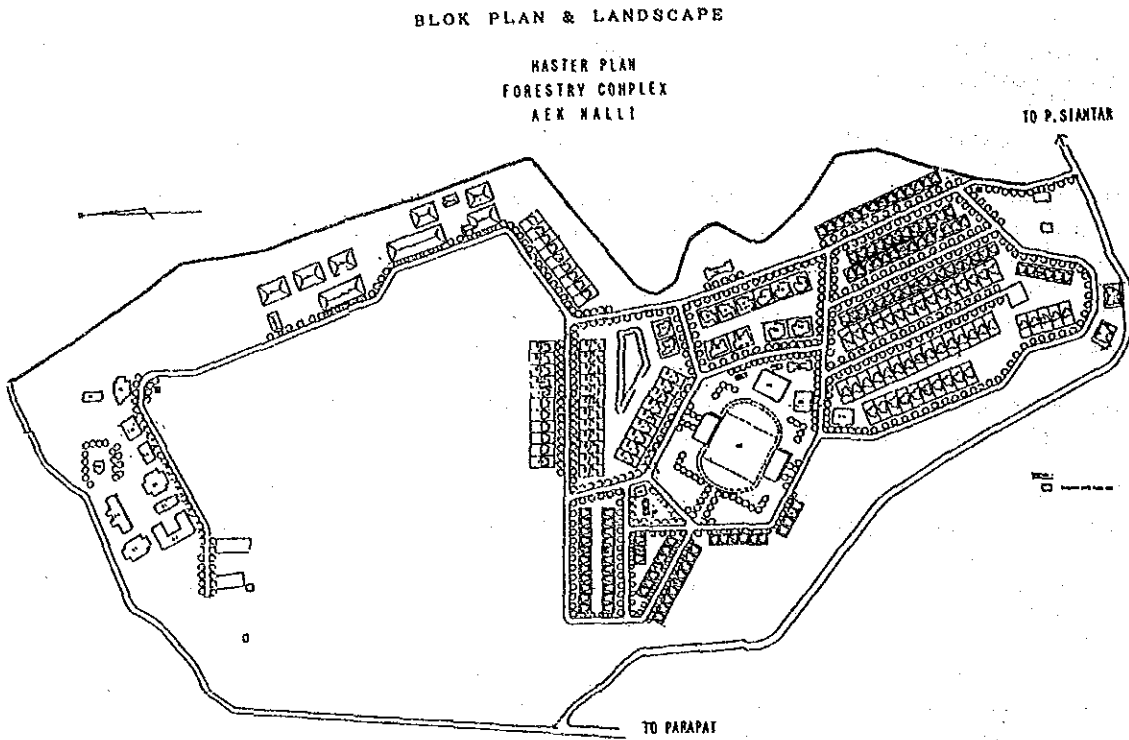 BLOK PLAN & LANDSCAPE
MASTER PLAN
FORESTRY COMPLEX
AEK NALLI
TO P. SIANTAR
TO PARAPAT